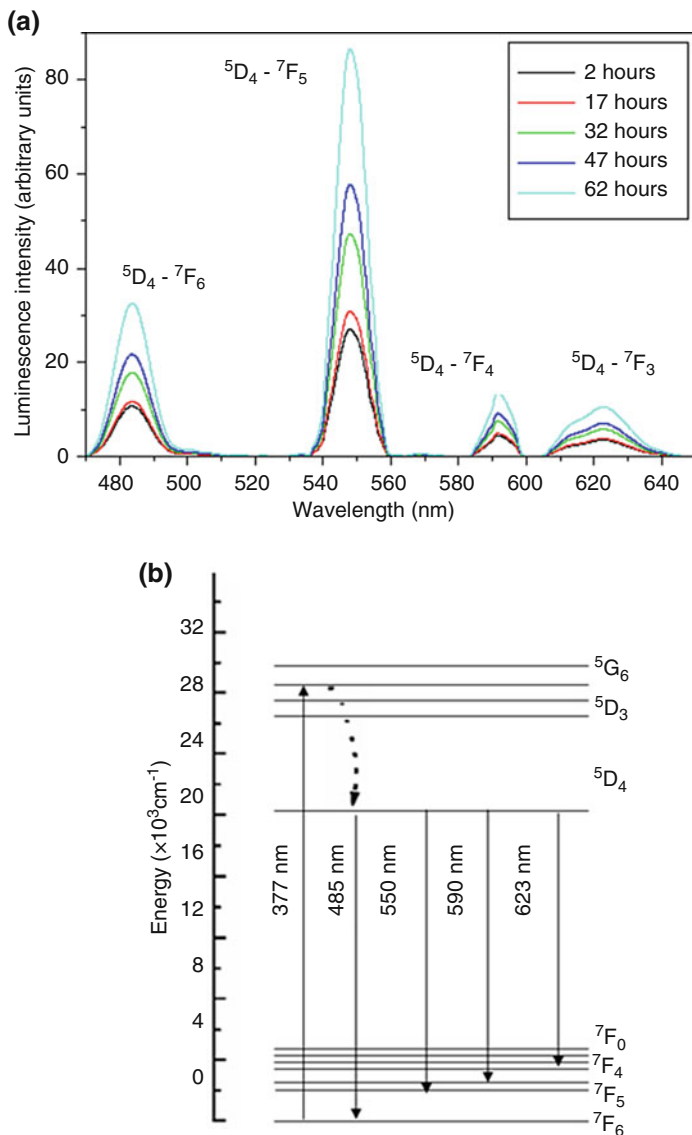 (a)
Luminescence intensity (arbitrary units)
80
60
40
20
0
⁵D₄ - ⁷F₆
⁵D₄ - ⁷F₅
⁵D₄ - ⁷F₄
⁵D₄ - ⁷F₃
2 hours
17 hours
32 hours
47 hours
62 hours
480 500 520 540 560 580 600 620 640
Wavelength (nm)
(b)
Energy (×10³cm⁻¹)
32
28
24
20
16
12
8
4
0
377 nm
485 nm
550 nm
590 nm
623 nm
⁵G₆
⁵D₃
⁵D₄
⁷F₀
⁷F₄
⁷F₅
⁷F₆